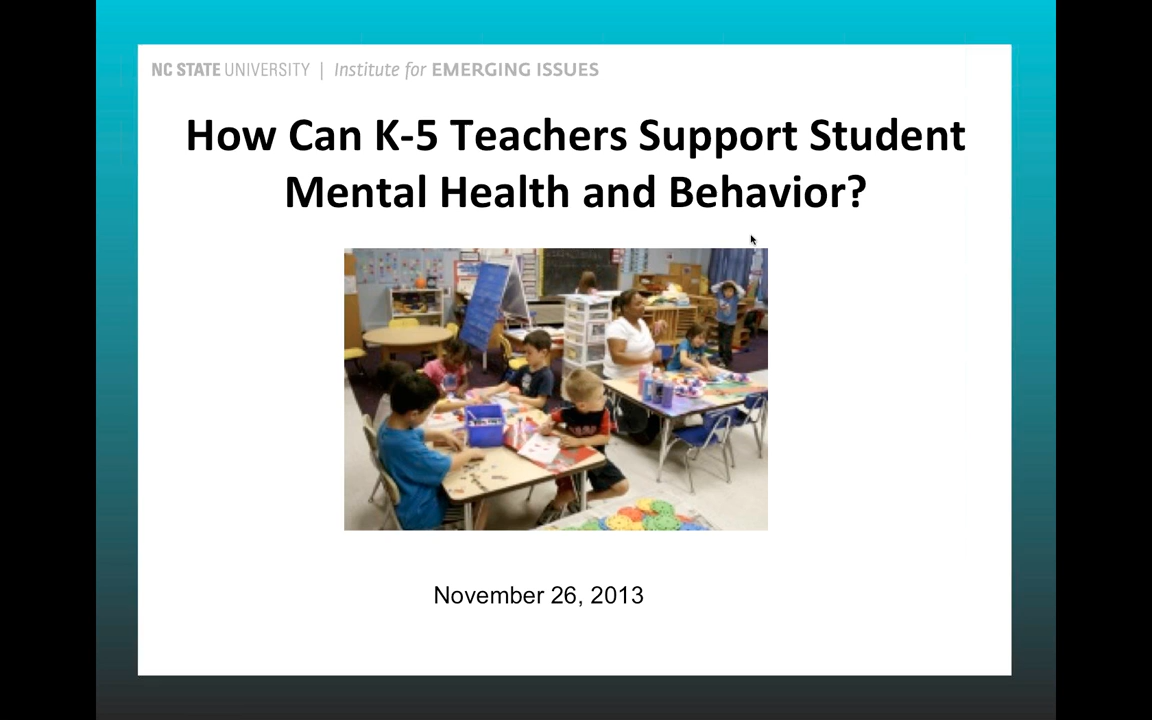 NC STATE UNIVERSITY | Institute for EMERGING ISSUES
How Can K-5 Teachers Support Student
Mental Health and Behavior?
November 26, 2013